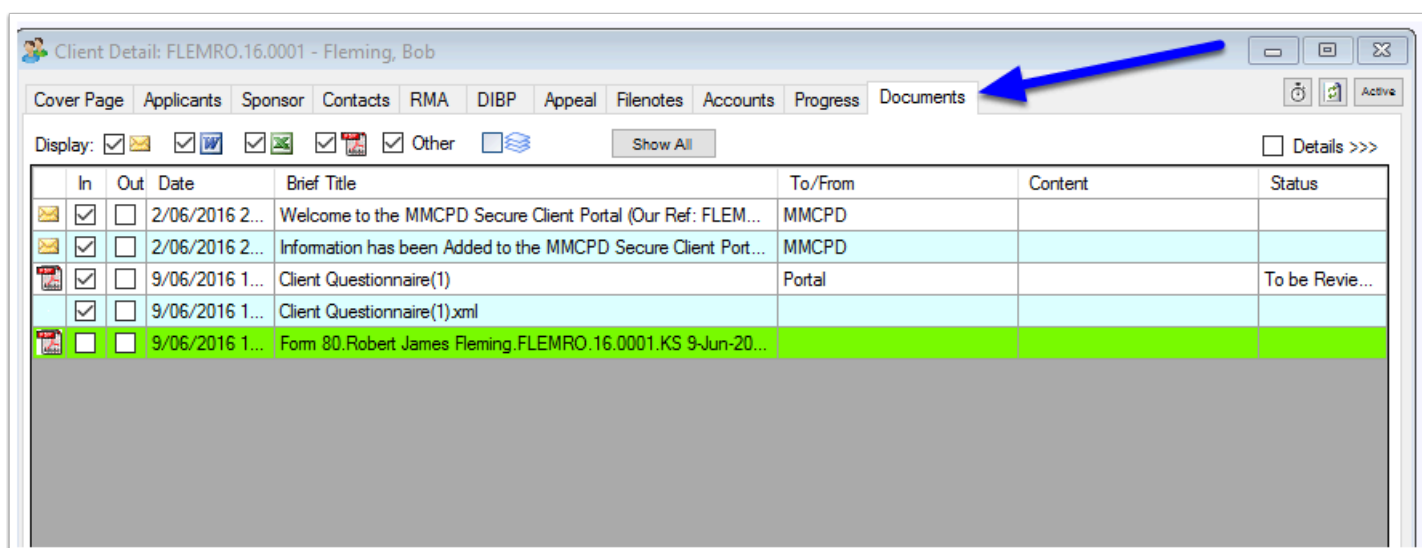 Client Detail: FLEMRO.16.0001 - Fleming, Bob
Cover Page Applicants Sponsor Contacts RMA DIBP Appeal Filenotes Accounts Progress Documents Active
Display: Other Show All Details >>>
In Out Date Brief Title To/From Content Status
2/06/2016 2... Welcome to the MMCPD Secure Client Portal (Our Ref: FLEM... MMCPD
2/06/2016 2... Information has been Added to the MMCPD Secure Client Port... MMCPD
9/06/2016 1... Client Questionnaire(1) Portal To be Revie...
9/06/2016 1... Client Questionnaire(1).xml
9/06/2016 1... Form 80.Robert James Fleming.FLEMRO.16.0001.KS 9-Jun-20...